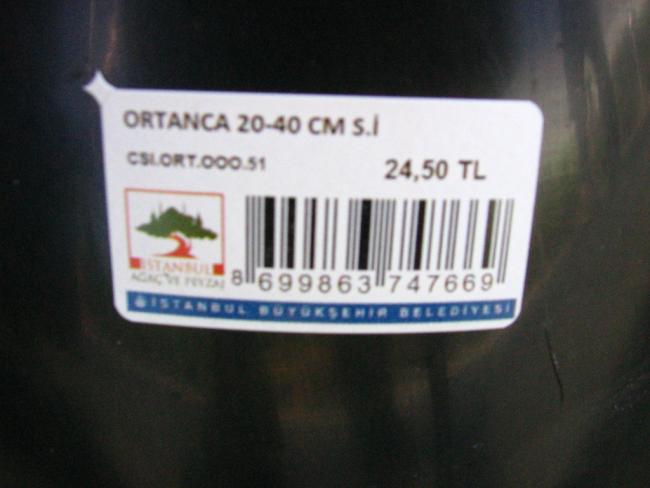 ORTANCA 20-40 CM S.İ
CSI.ORT.OOO.51
24,50 TL
İSTANBUL
AĞAÇ VE PEYZAJ
8 699863 747669
İSTANBUL BÜYÜKŞEHİR BELEDİYESİ